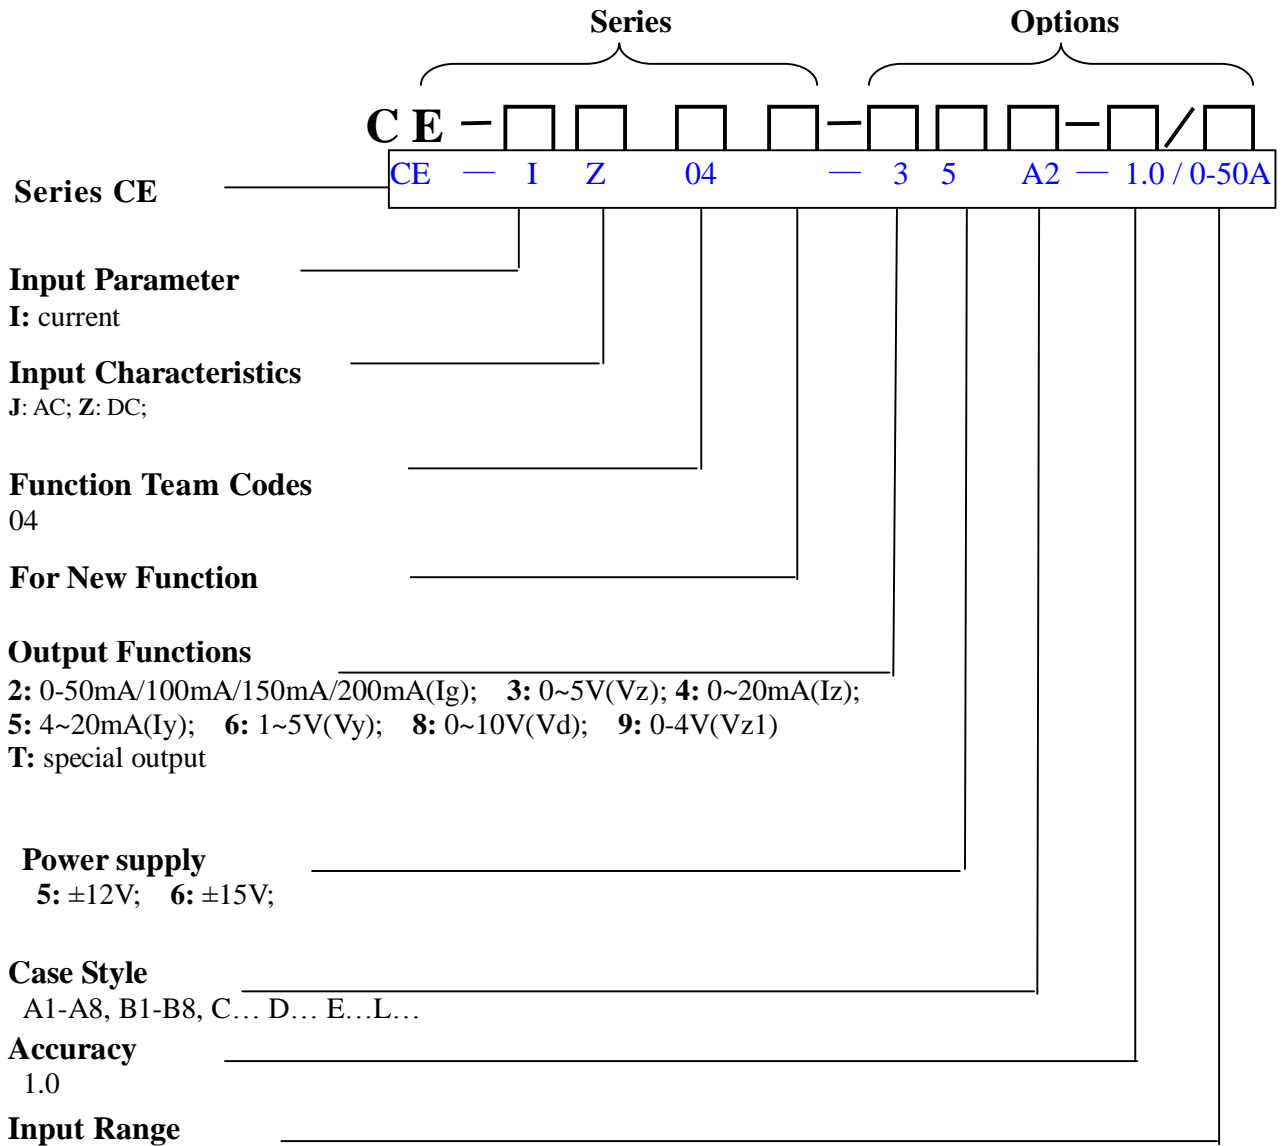 Series Options
C E – – – /
CE — I Z 04 — 3 5 A2 — 1.0 / 0-50A
Series CE
Input Parameter
I: current
Input Characteristics
J: AC; Z: DC;
Function Team Codes
04
For New Function
Output Functions
2: 0-50mA/100mA/150mA/200mA(Ig); 3: 0~5V(Vz); 4: 0~20mA(Iz);
5: 4~20mA(Iy); 6: 1~5V(Vy); 8: 0~10V(Vd); 9: 0-4V(Vz1)
T: special output
Power supply
5: ±12V; 6: ±15V;
Case Style
A1-A8, B1-B8, C… D… E…L…
Accuracy
1.0
Input Range